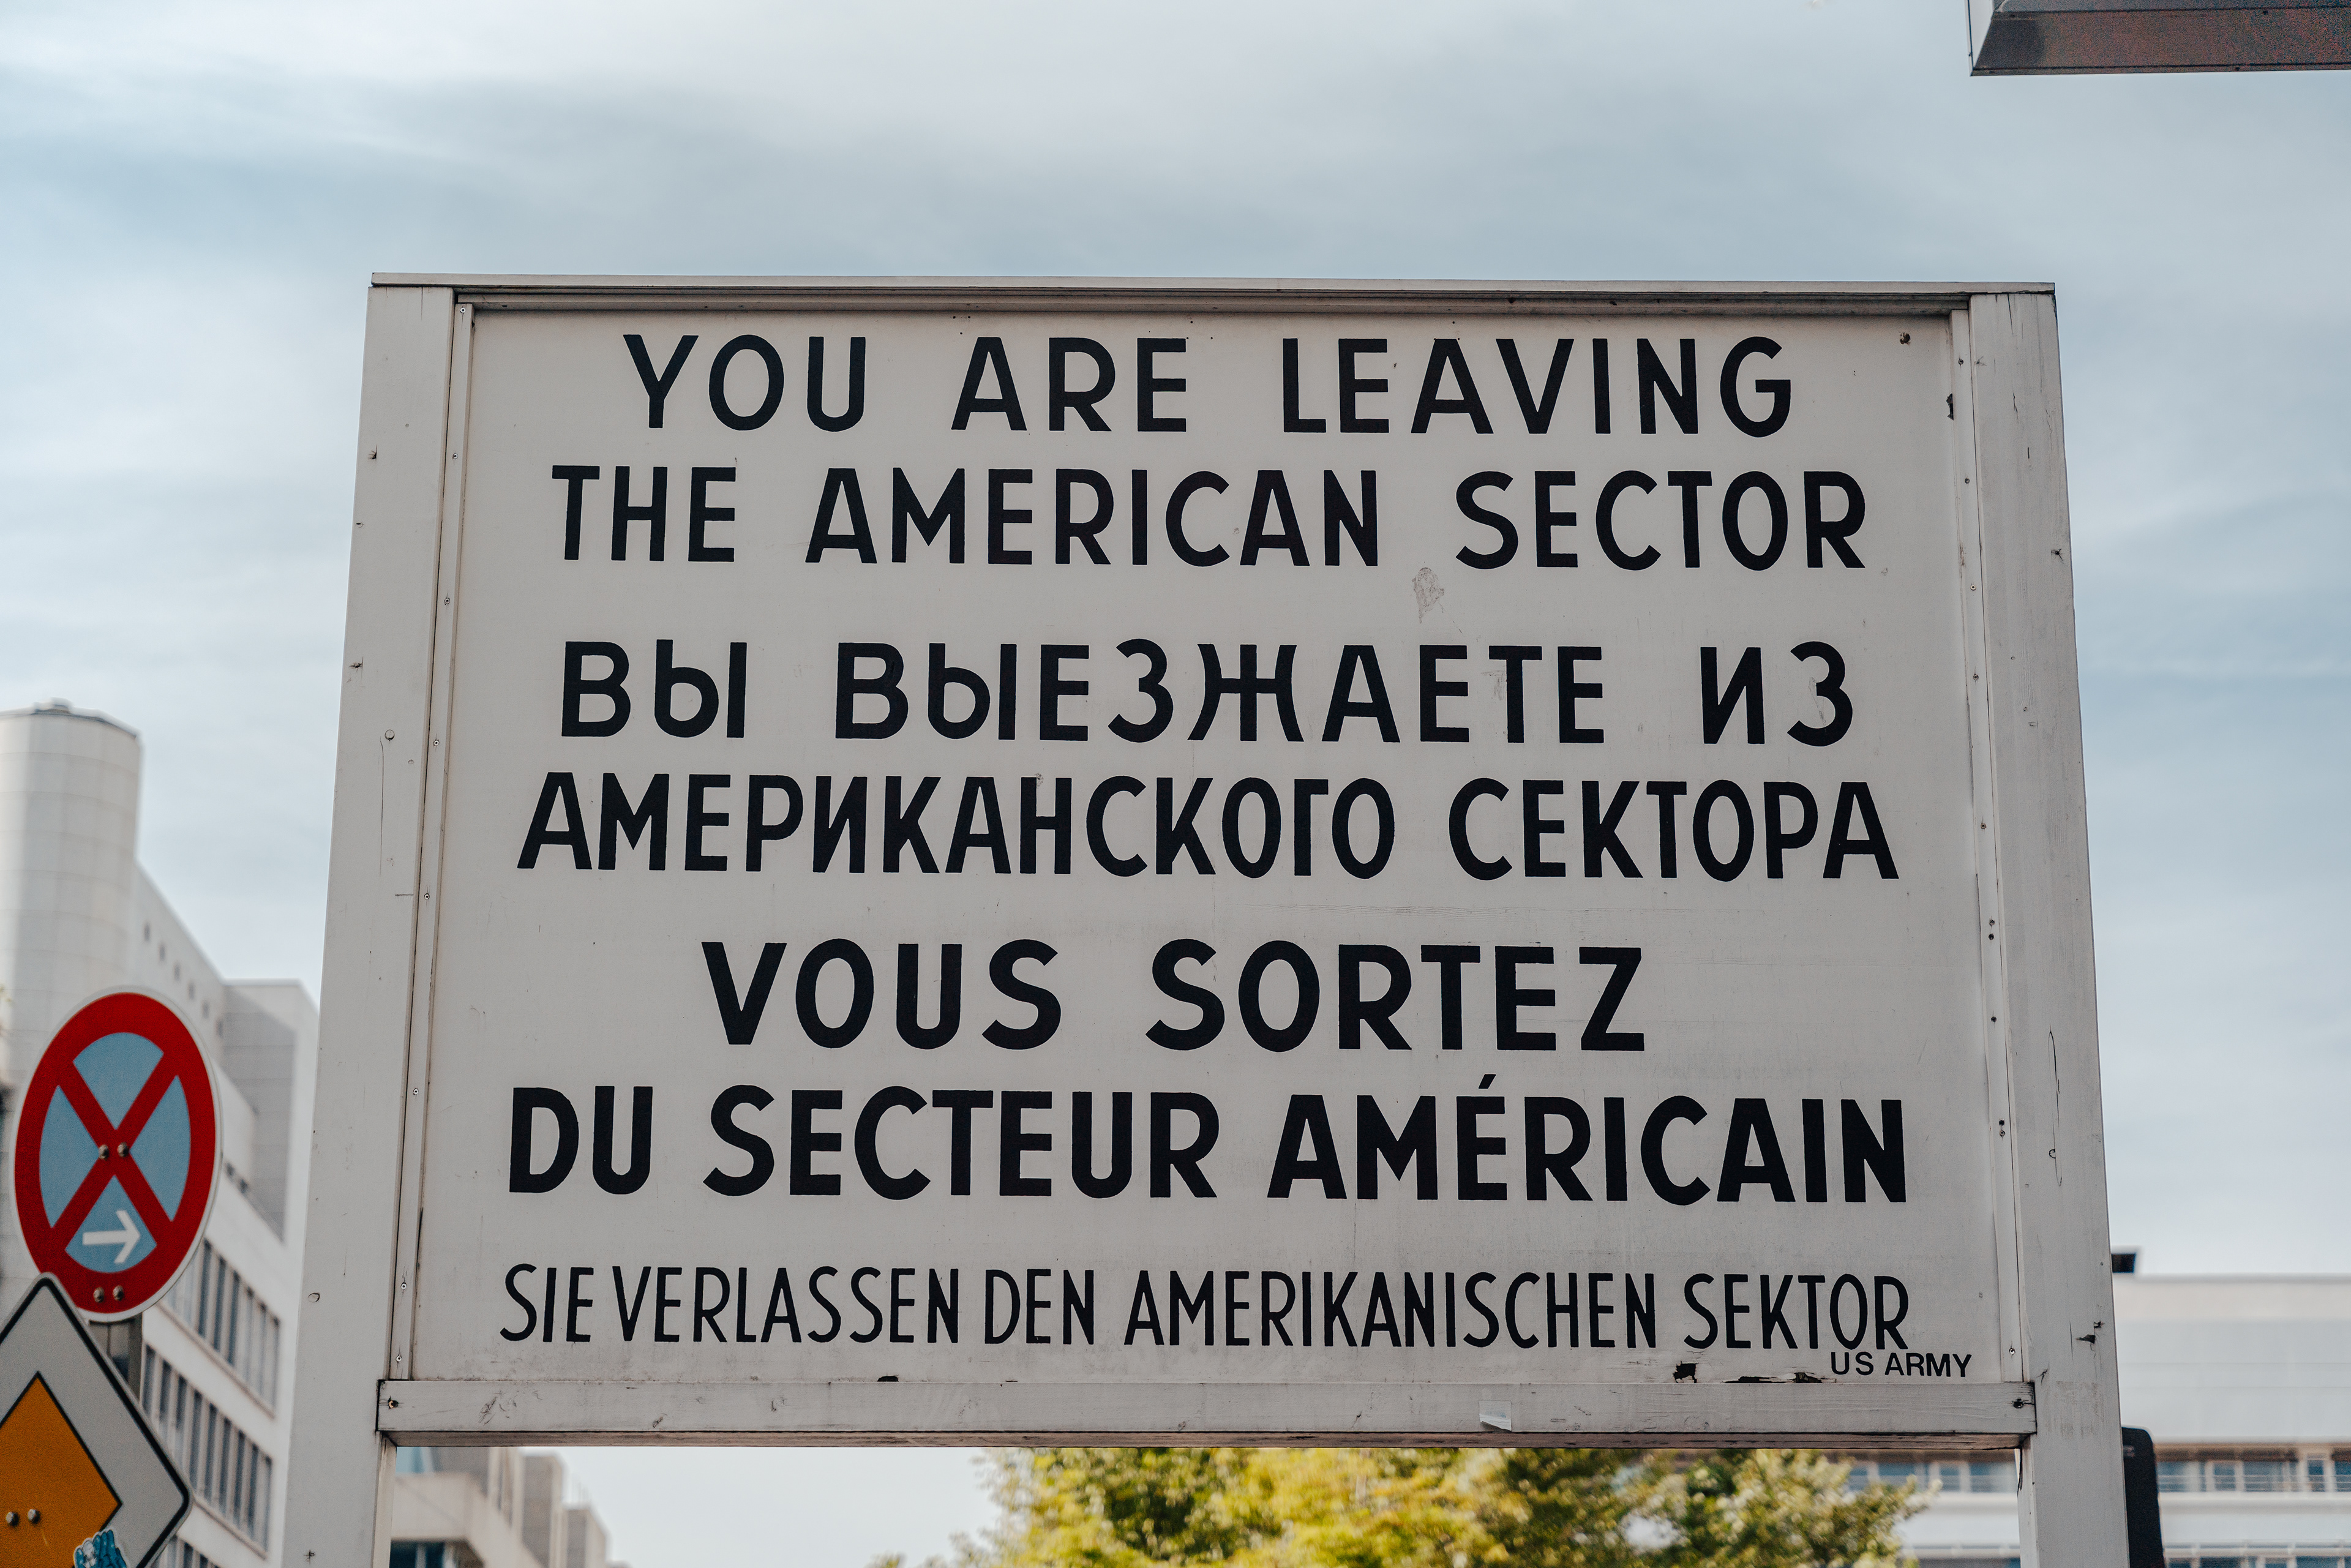 YOU ARE LEAVING
THE AMERICAN SECTOR
ВЫ ВЫЕЗЖАЕТЕ ИЗ
АМЕРИКАНСКОГО СЕКТОРА
VOUS SORTEZ
DU SECTEUR AMÉRICAIN
SIE VERLASSEN DEN AMERIKANISCHEN SEKTOR
US ARMY